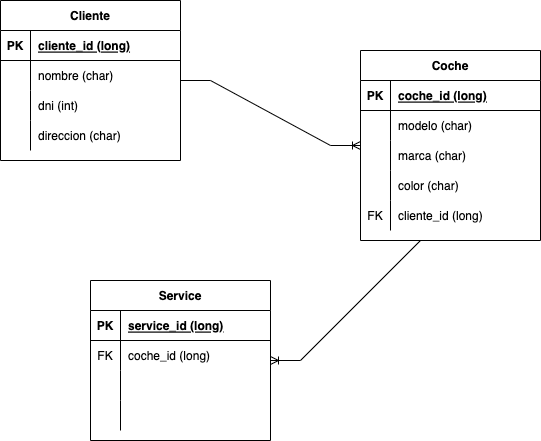 Cliente
PK cliente_id (long)
nombre (char)
dni (int)
direccion (char)
Coche
PK coche_id (long)
modelo (char)
marca (char)
color (char)
FK cliente_id (long)
Service
PK service_id (long)
FK coche_id (long)